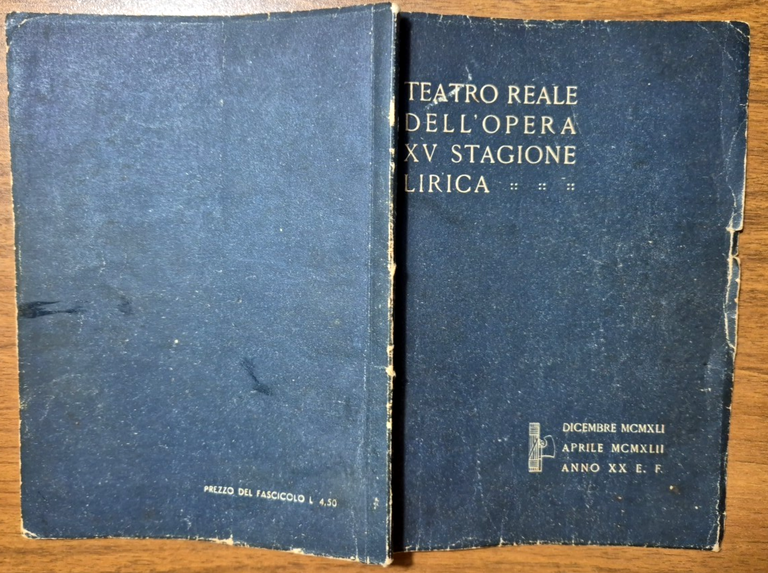 TEATRO REALE
DELL'OPERA
XV STAGIONE
LIRICA :: :: ::
DICEMBRE MCMXLI
APRILE MCMXLII
ANNO XX E. F.
PREZZO DEL FASCICOLO L. 4,50